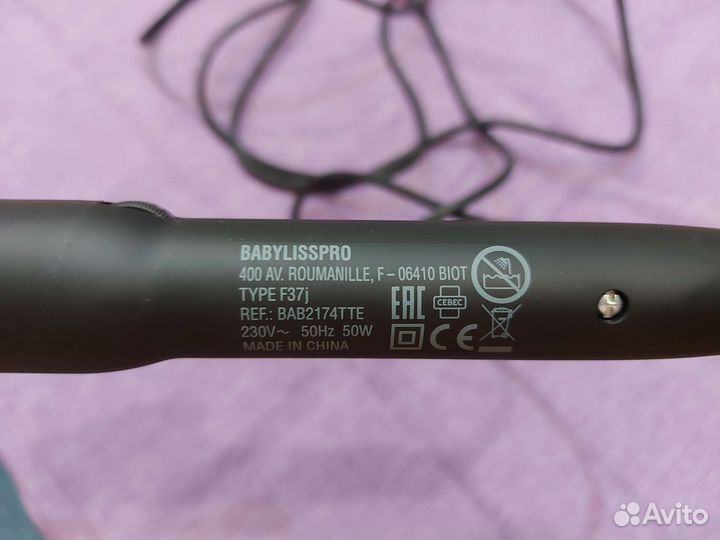 BABYLISSPRO
400 AV. ROUMANILLE, F – 06410 BIOT
TYPE F37j
REF.: BAB2174TTE
230V~ 50Hz 50W
MADE IN CHINA
EAC CEBEC
CE
Avito